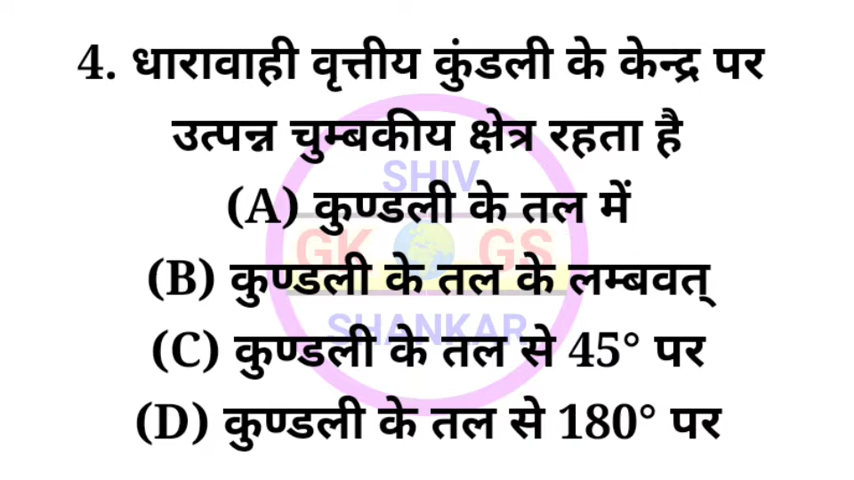 4. धारावाही वृत्तीय कुंडली के केन्द्र पर
उत्पन्न चुम्बकीय क्षेत्र रहता है
SHIV
(A) कुण्डली के तल में
GK GS
(B) कुण्डली के तल के लम्बवत्
SHANKAR
(C) कुण्डली के तल से 45° पर
(D) कुण्डली के तल से 180° पर